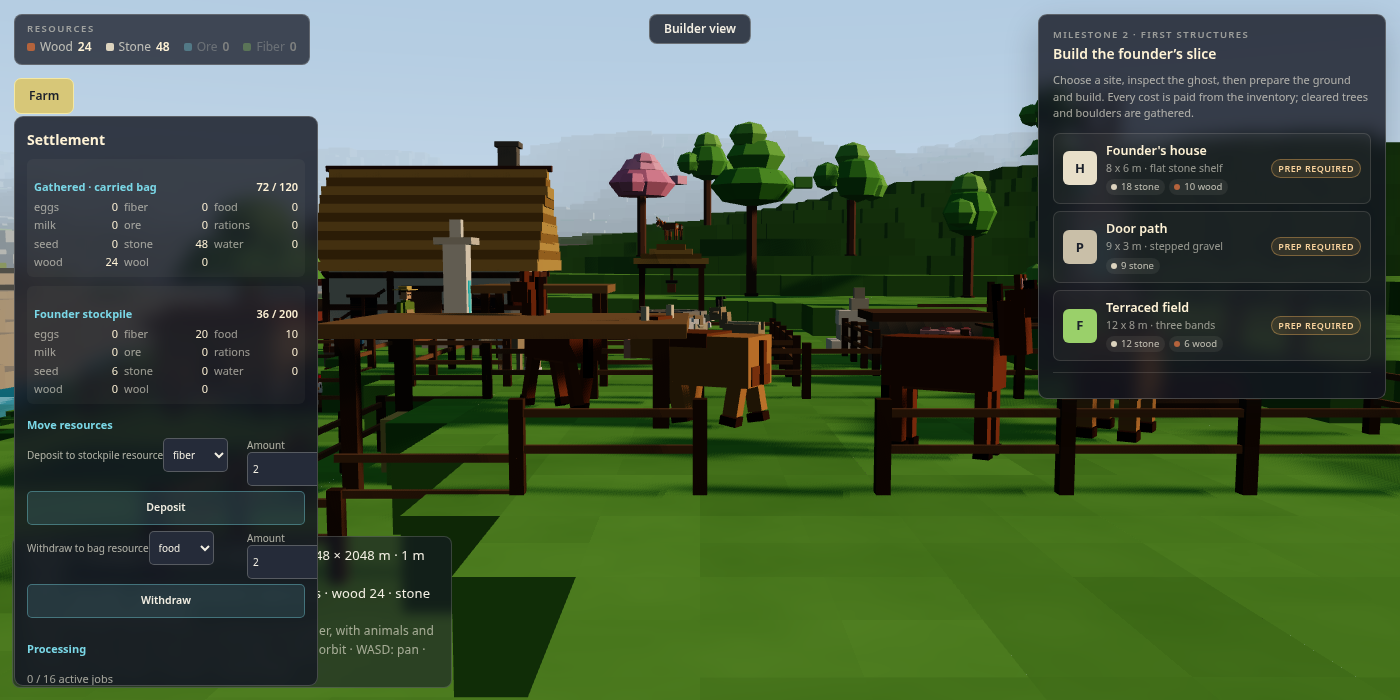 RESOURCES
Wood 24 Stone 48 Ore 0 Fiber 0
Builder view
Farm
Settlement
Gathered · carried bag 72 / 120
eggs 0 fiber 0 food 0
milk 0 ore 0 rations 0
seed 0 stone 48 water 0
wood 24 wool 0
Founder stockpile 36 / 200
eggs 0 fiber 20 food 10
milk 0 ore 0 rations 0
seed 6 stone 0 water 0
wood 0 wool 0
Move resources
Deposit to stockpile resource fiber Amount 2
Deposit
Withdraw to bag resource food Amount 2
Withdraw
Processing
0 / 16 active jobs
48 × 2048 m · 1 m
s · wood 24 · stone
er, with animals and
orbit · WASD: pan ·
MILESTONE 2 · FIRST STRUCTURES
Build the founder’s slice
Choose a site, inspect the ghost, then prepare the ground
and build. Every cost is paid from the inventory; cleared trees
and boulders are gathered.
H
Founder's house
8 x 6 m · flat stone shelf
18 stone 10 wood
PREP REQUIRED
P
Door path
9 x 3 m · stepped gravel
9 stone
PREP REQUIRED
F
Terraced field
12 x 8 m · three bands
12 stone 6 wood
PREP REQUIRED